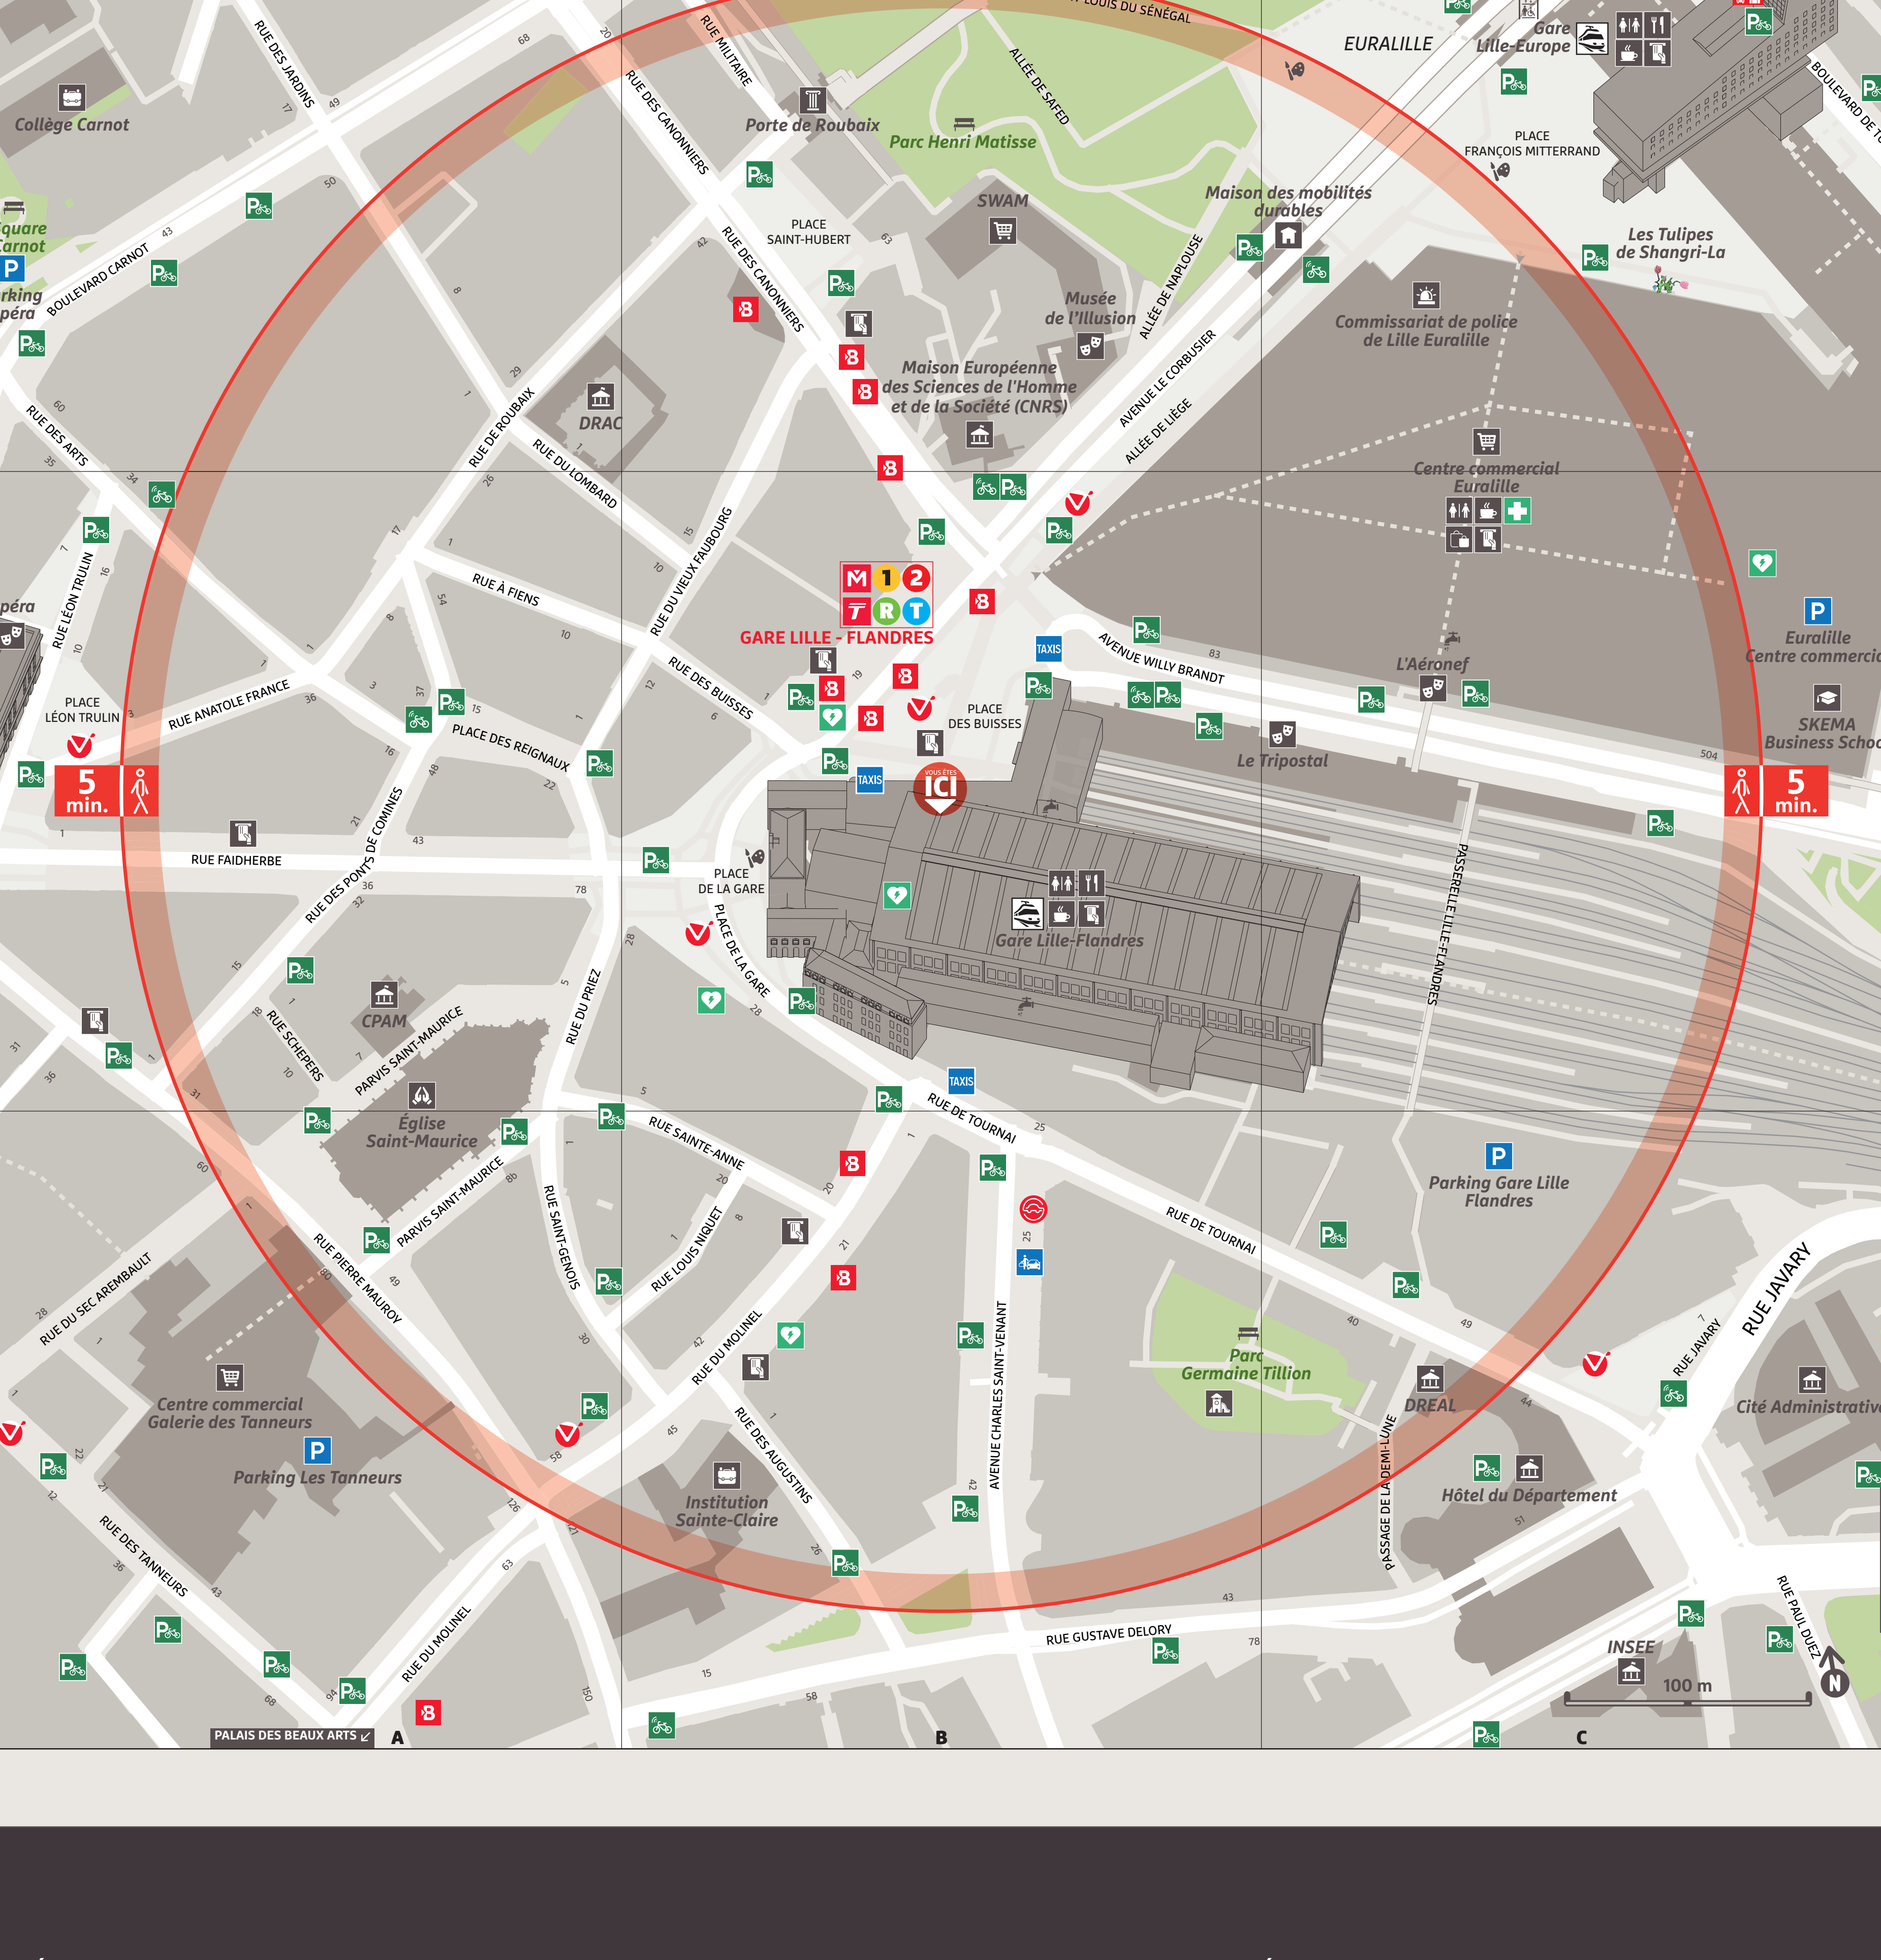 LOUIS DU SÉNÉGAL
RUE DES JARDINS
RUE MILITAIRE
RUE DES CANONNIERS
ALLÉE DE SAFED
EURALILLE
Gare
Lille-Europe
BOULEVARD DE
Collège Carnot
Porte de Roubaix
Parc Henri Matisse
PLACE
FRANÇOIS MITTERRAND
SWAM
Maison des mobilités
durables
PLACE
SAINT-HUBERT
Les Tulipes
de Shangri-La
Carnot
BOULEVARD CARNOT
RUE DES CANONNIERS
ALLÉE DE NAPLOUSE
Musée
de l'Illusion
Commissariat de police
de Lille Euralille
Maison Européenne
des Sciences de l'Homme
et de la Société (CNRS)
AVENUE LE CORBUSIER
ALLÉE DE LIÈGE
DRAC
RUE DES ARTS
RUE DE ROUBAIX
RUE DU LOMBARD
Centre commercial
Euralille
RUE DU VIEUX FAUBOURG
RUE LÉON TRULIN
RUE À FIENS
M 1 2
T R T
GARE LILLE - FLANDRES
TAXIS
AVENUE WILLY BRANDT
L'Aéronef
Euralille
Centre commercia
RUE DES BUISSES
PLACE
LÉON TRULIN
RUE ANATOLE FRANCE
PLACE DES REIGNAUX
PLACE
DES BUISSES
Le Tripostal
SKEMA
Business Schoo
5
min.
TAXIS
VOUS ÊTES
ICI
5
min.
RUE FAIDHERBE
RUE DES PONTS DE COMINES
PLACE
DE LA GARE
PLACE DE LA GARE
Gare Lille-Flandres
PASSERELLE LILLE-FLANDRES
CPAM
RUE SCHEPERS
PARVIS SAINT-MAURICE
RUE DU PRIEZ
TAXIS
Église
Saint-Maurice
PARVIS SAINT-MAURICE
RUE SAINTE-ANNE
RUE DE TOURNAI
Parking Gare Lille
Flandres
RUE DE TOURNAI
RUE SAINT-GENOIS
RUE LOUIS NIQUET
RUE DU SEC AREMBAULT
RUE PIERRE MAUROY
RUE JAVARY
RUE JAVARY
RUE DU MOLINEL
AVENUE CHARLES SAINT-VENANT
Parc
Germaine Tillion
Centre commercial
Galerie des Tanneurs
DREAL
Cité Administrative
Parking Les Tanneurs
RUE DES AUGUSTINS
PASSAGE DE LA DEMI-LUNE
Institution
Sainte-Claire
Hôtel du Département
RUE DES TANNEURS
RUE DU MOLINEL
RUE GUSTAVE DELORY
RUE PAUL DUEZ
INSEE
100 m
N
PALAIS DES BEAUX ARTS ↙
A
B
C